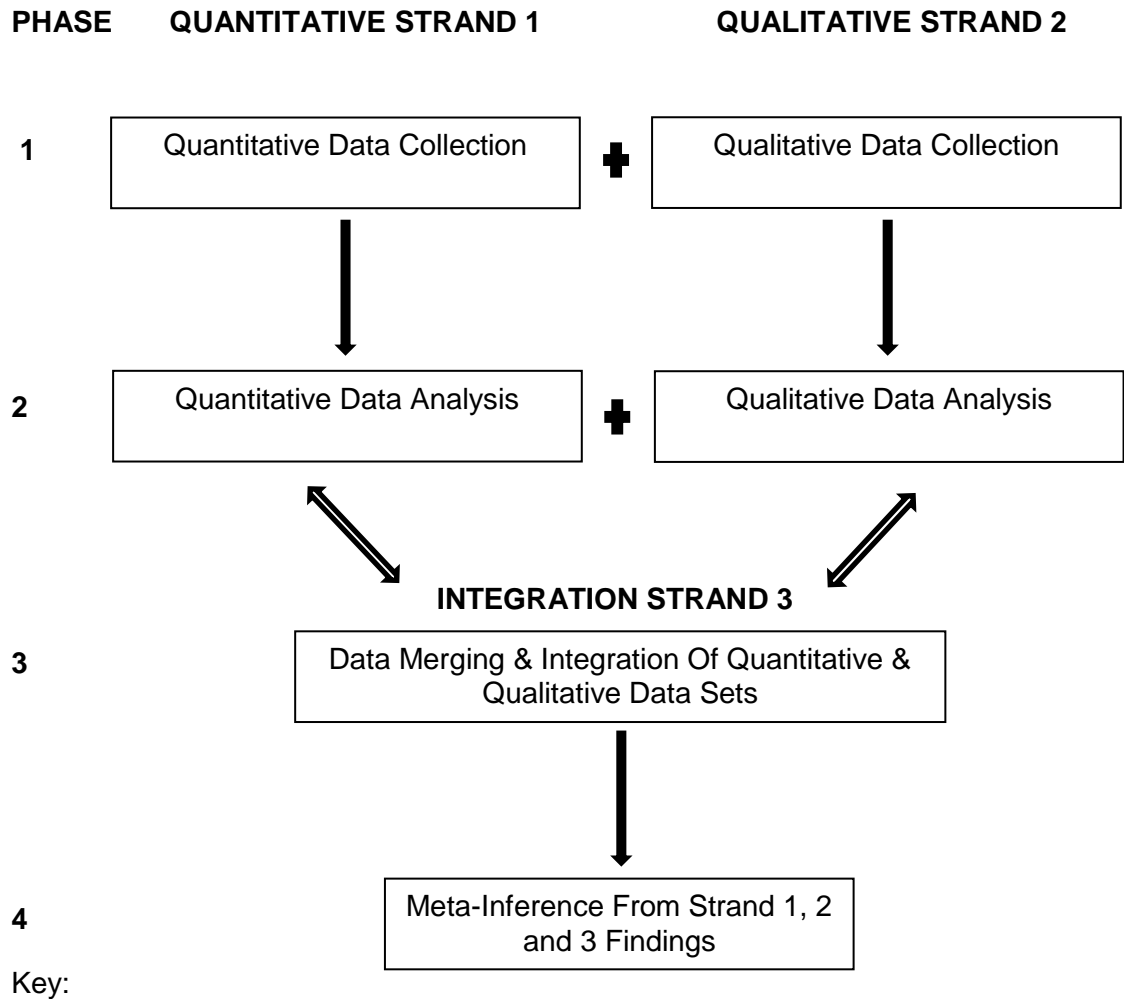 PHASE QUANTITATIVE STRAND 1 QUALITATIVE STRAND 2
1 Quantitative Data Collection + Qualitative Data Collection
2 Quantitative Data Analysis + Qualitative Data Analysis
INTEGRATION STRAND 3
3 Data Merging & Integration Of Quantitative &
Qualitative Data Sets
Meta-Inference From Strand 1, 2
4 and 3 Findings
Key: